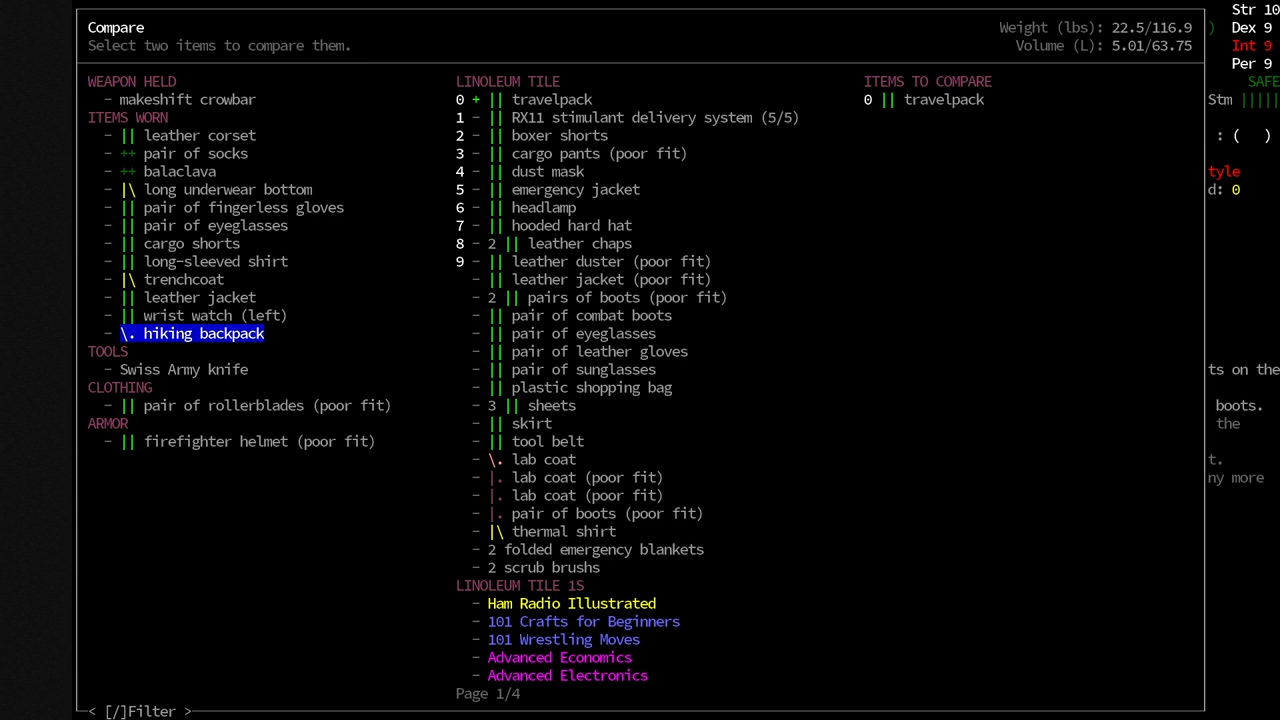 Compare
Select two items to compare them.
Weight (lbs): 22.5/116.9
Volume (L): 5.01/63.75
WEAPON HELD
- makeshift crowbar
ITEMS WORN
- || leather corset
- ++ pair of socks
- ++ balaclava
- |\ long underwear bottom
- || pair of fingerless gloves
- || pair of eyeglasses
- || cargo shorts
- || long-sleeved shirt
- |\ trenchcoat
- || leather jacket
- || wrist watch (left)
- \. hiking backpack
TOOLS
- Swiss Army knife
CLOTHING
- || pair of rollerblades (poor fit)
ARMOR
- || firefighter helmet (poor fit)
LINOLEUM TILE
0 + || travelpack
1 - || RX11 stimulant delivery system (5/5)
2 - || boxer shorts
3 - || cargo pants (poor fit)
4 - || dust mask
5 - || emergency jacket
6 - || headlamp
7 - || hooded hard hat
8 - 2 || leather chaps
9 - || leather duster (poor fit)
- || leather jacket (poor fit)
- 2 || pairs of boots (poor fit)
- || pair of combat boots
- || pair of eyeglasses
- || pair of leather gloves
- || pair of sunglasses
- || plastic shopping bag
- 3 || sheets
- || skirt
- || tool belt
- \. lab coat
- |. lab coat (poor fit)
- |. lab coat (poor fit)
- |. pair of boots (poor fit)
- |\ thermal shirt
- 2 folded emergency blankets
- 2 scrub brushs
LINOLEUM TILE 1S
- Ham Radio Illustrated
- 101 Crafts for Beginners
- 101 Wrestling Moves
- Advanced Economics
- Advanced Electronics
Page 1/4
ITEMS TO COMPARE
0 || travelpack
< [/]Filter >
Str 10
) Dex 9
Int 9
Per 9
SAFE
Stm |||||
: ( )
tyle
d: 0
ts on the
boots.
the
t.
ny more